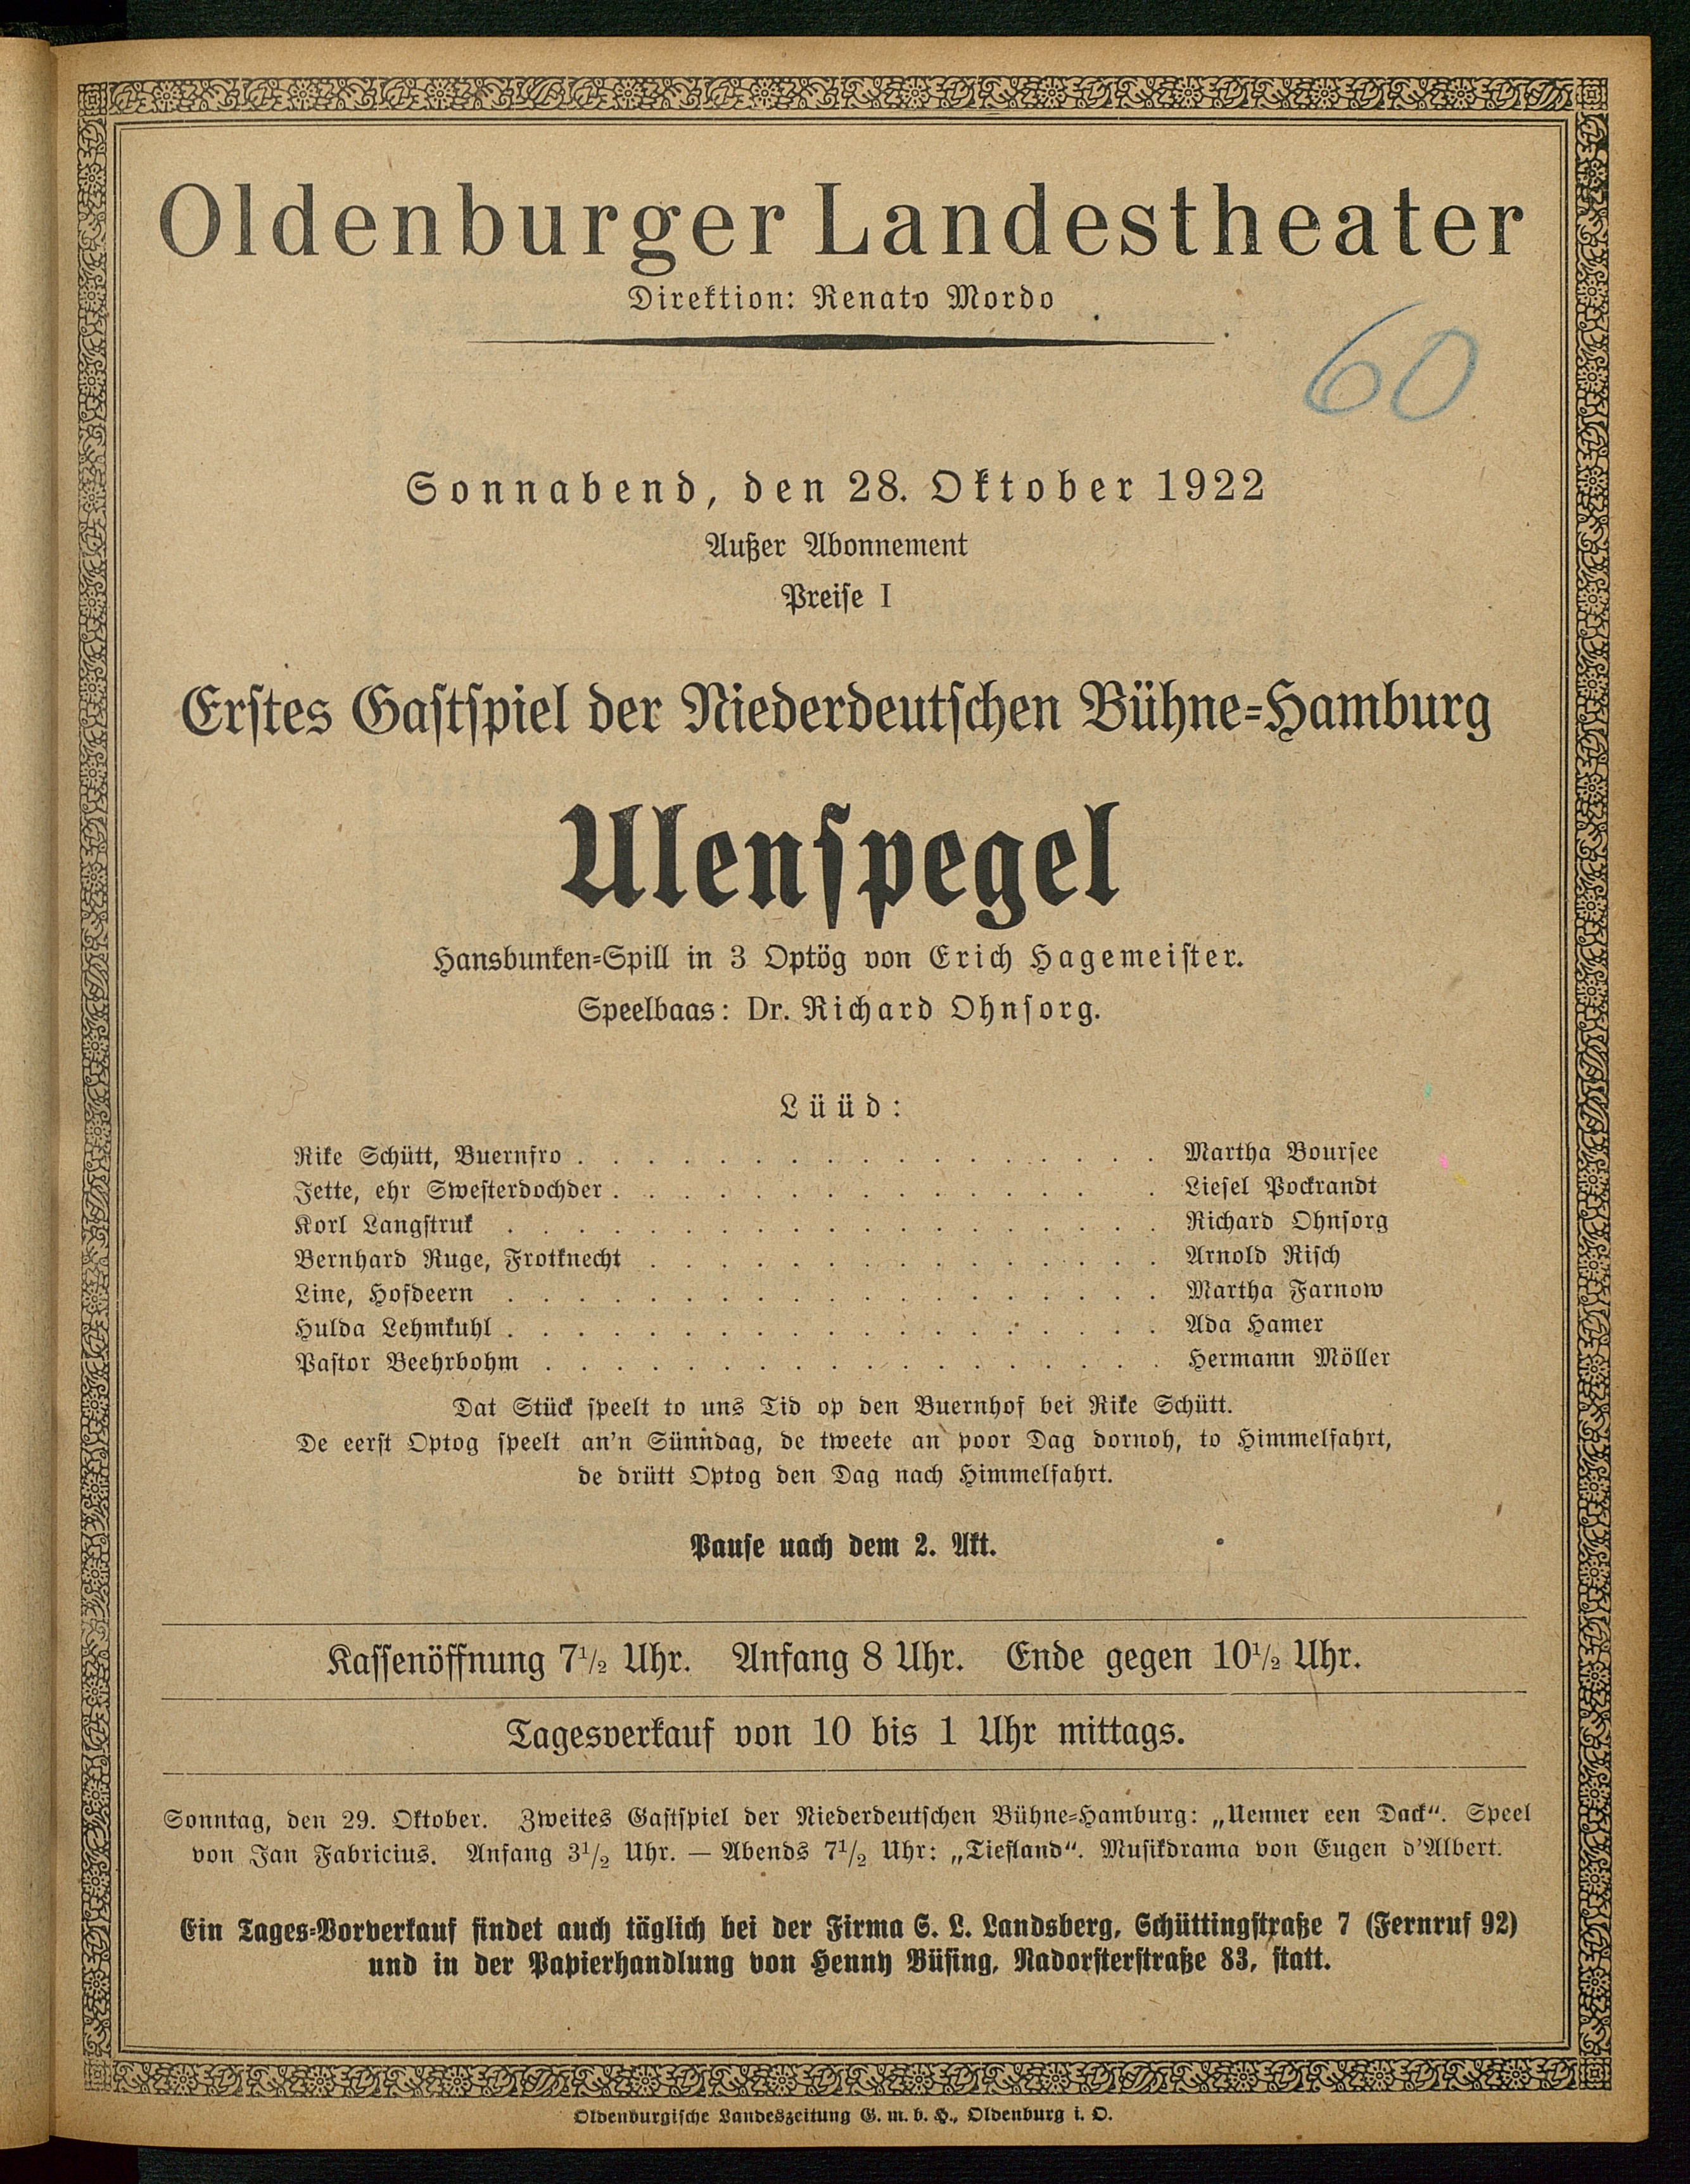 Oldenburger Landestheater
Direktion: Renato Mordo
60
Sonnabend, den 28. Oktober 1922
Außer Abonnement
Preise I
Erstes Gastspiel der Niederdeutschen Bühne-Hamburg
Ulenspegel
Hansbunken-Spill in 3 Optög von Erich Hagemeister.
Speelbaas: Dr. Richard Ohnsorg.
Lüüd:
Rike Schütt, Buernfro . . . . . . . . . . . . . . . . . Martha Boursee
Jette, ehr Swesterdochder . . . . . . . . . . . . . . . Liesel Pockrandt
Korl Langstruk . . . . . . . . . . . . . . . . . . . Richard Ohnsorg
Bernhard Ruge, Frotknecht . . . . . . . . . . . . . . . Arnold Risch
Line, Hofdeern . . . . . . . . . . . . . . . . . . . Martha Farnow
Hulda Lehmkuhl . . . . . . . . . . . . . . . . . . . Ada Hamer
Pastor Beehrbohm . . . . . . . . . . . . . . . . . . Hermann Möller
Dat Stück speelt to uns Tid op den Buernhof bei Rike Schütt.
De eerst Optog speelt an'n Sünndag, de tweete an poor Dag dornoh, to Himmelfahrt,
de drütt Optog den Dag nach Himmelfahrt.
Pause nach dem 2. Akt.
Kassenöffnung 7½ Uhr. Anfang 8 Uhr. Ende gegen 10½ Uhr.
Tagesverkauf von 10 bis 1 Uhr mittags.
Sonntag, den 29. Oktober. Zweites Gastspiel der Niederdeutschen Bühne-Hamburg: „Uenner een Dack“. Speel
von Jan Fabricius. Anfang 3½ Uhr. — Abends 7½ Uhr: „Tiefland“. Musikdrama von Eugen d'Albert.
Ein Tages-Vorverkauf findet auch täglich bei der Firma S. L. Landsberg, Schüttingstraße 7 (Fernruf 92)
und in der Papierhandlung von Henny Büsing, Nadorsterstraße 83, statt.
Oldenburgische Landeszeitung G. m. b. H., Oldenburg i. O.